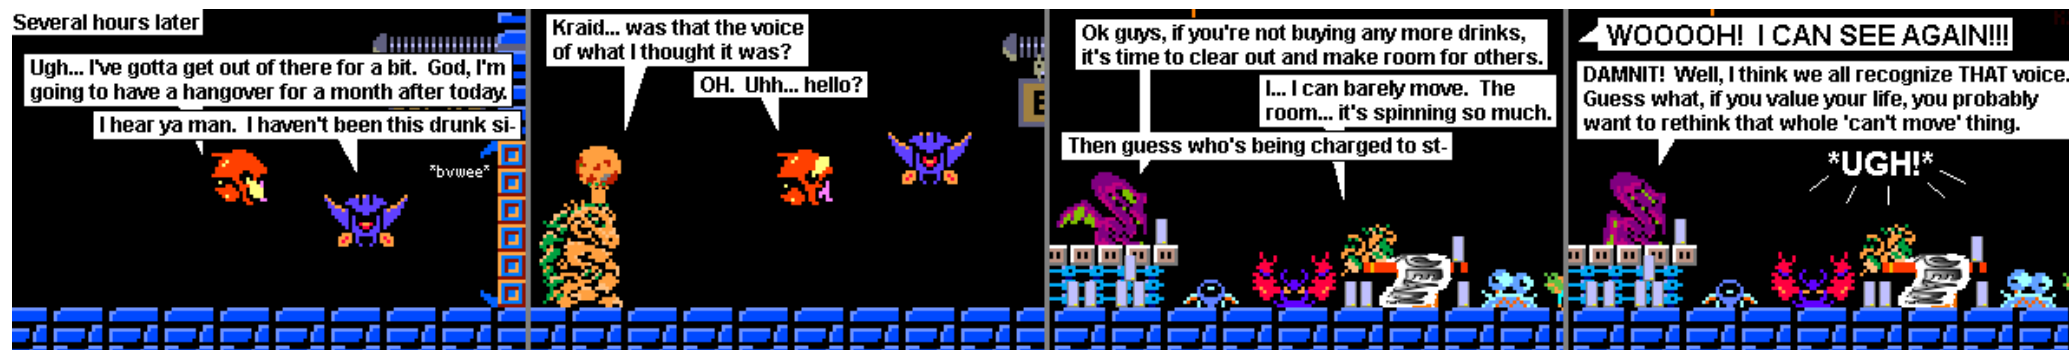 Several hours later
Ugh... I've gotta get out of there for a bit. God, I'm
going to have a hangover for a month after today.
I hear ya man. I haven't been this drunk si-
*bvwee*
Kraid... was that the voice
of what I thought it was?
OH. Uhh... hello?
Ok guys, if you're not buying any more drinks,
it's time to clear out and make room for others.
I... I can barely move. The
room... it's spinning so much.
Then guess who's being charged to st-
DEAN!
WOOOOH! I CAN SEE AGAIN!!!
DAMNIT! Well, I think we all recognize THAT voice.
Guess what, if you value your life, you probably
want to rethink that whole 'can't move' thing.
*UGH!*
DEAN!